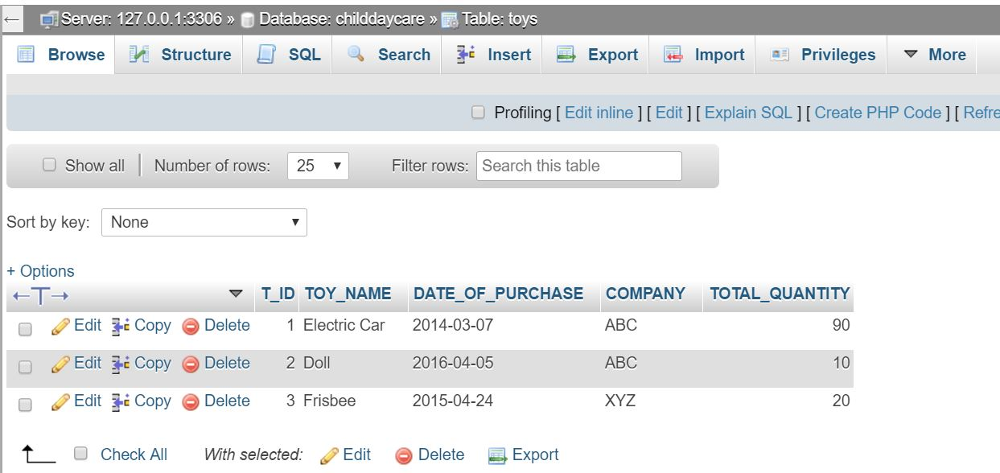 ← Server: 127.0.0.1:3306 » Database: childdaycare » Table: toys
Browse Structure SQL Search Insert Export Import Privileges More
Profiling [ Edit inline ] [ Edit ] [ Explain SQL ] [ Create PHP Code ] [ Refre
Show all Number of rows: 25 Filter rows: Search this table
Sort by key: None
+ Options
←T→ T_ID TOY_NAME DATE_OF_PURCHASE COMPANY TOTAL_QUANTITY
Edit Copy Delete 1 Electric Car 2014-03-07 ABC 90
Edit Copy Delete 2 Doll 2016-04-05 ABC 10
Edit Copy Delete 3 Frisbee 2015-04-24 XYZ 20
Check All With selected: Edit Delete Export